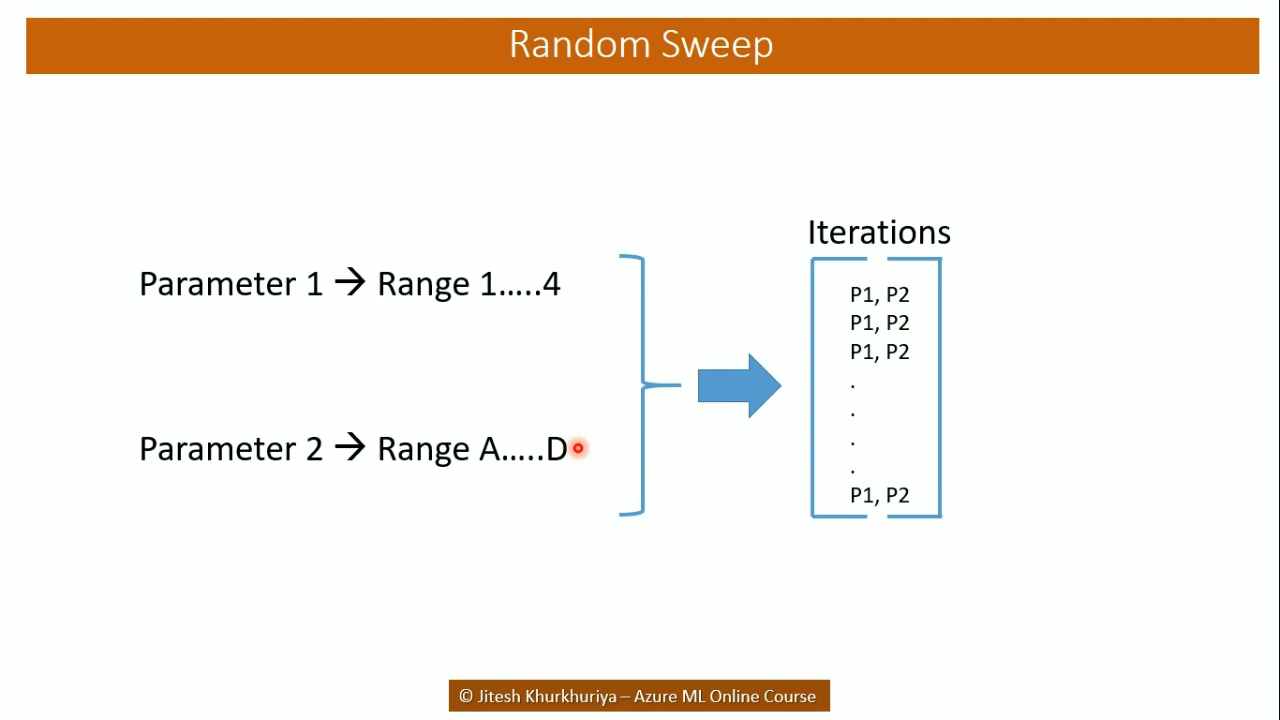 Random Sweep
Parameter 1 → Range 1.....4
Parameter 2 → Range A.....D
Iterations
P1, P2
P1, P2
P1, P2
.
.
.
.
P1, P2
© Jitesh Khurkhuriya – Azure ML Online Course